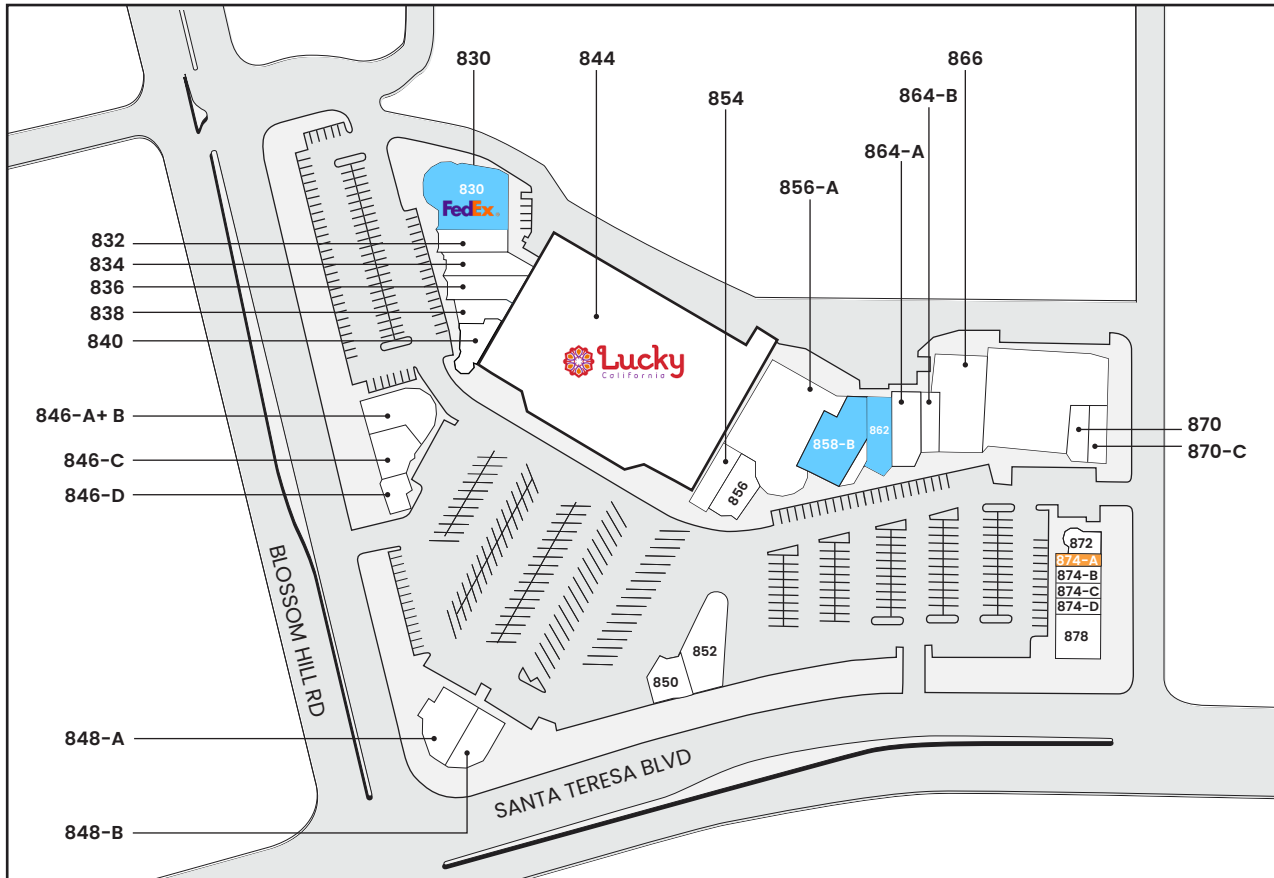 830
844
866
854
864-B
864-A
856-A
830
FedEx®
832
834
836
838
840
Lucky
California
846-A+ B
846-C
846-D
858-B
862
870
870-C
856
872
874-A
874-B
874-C
874-D
878
852
850
BLOSSOM HILL RD
848-A
848-B
SANTA TERESA BLVD